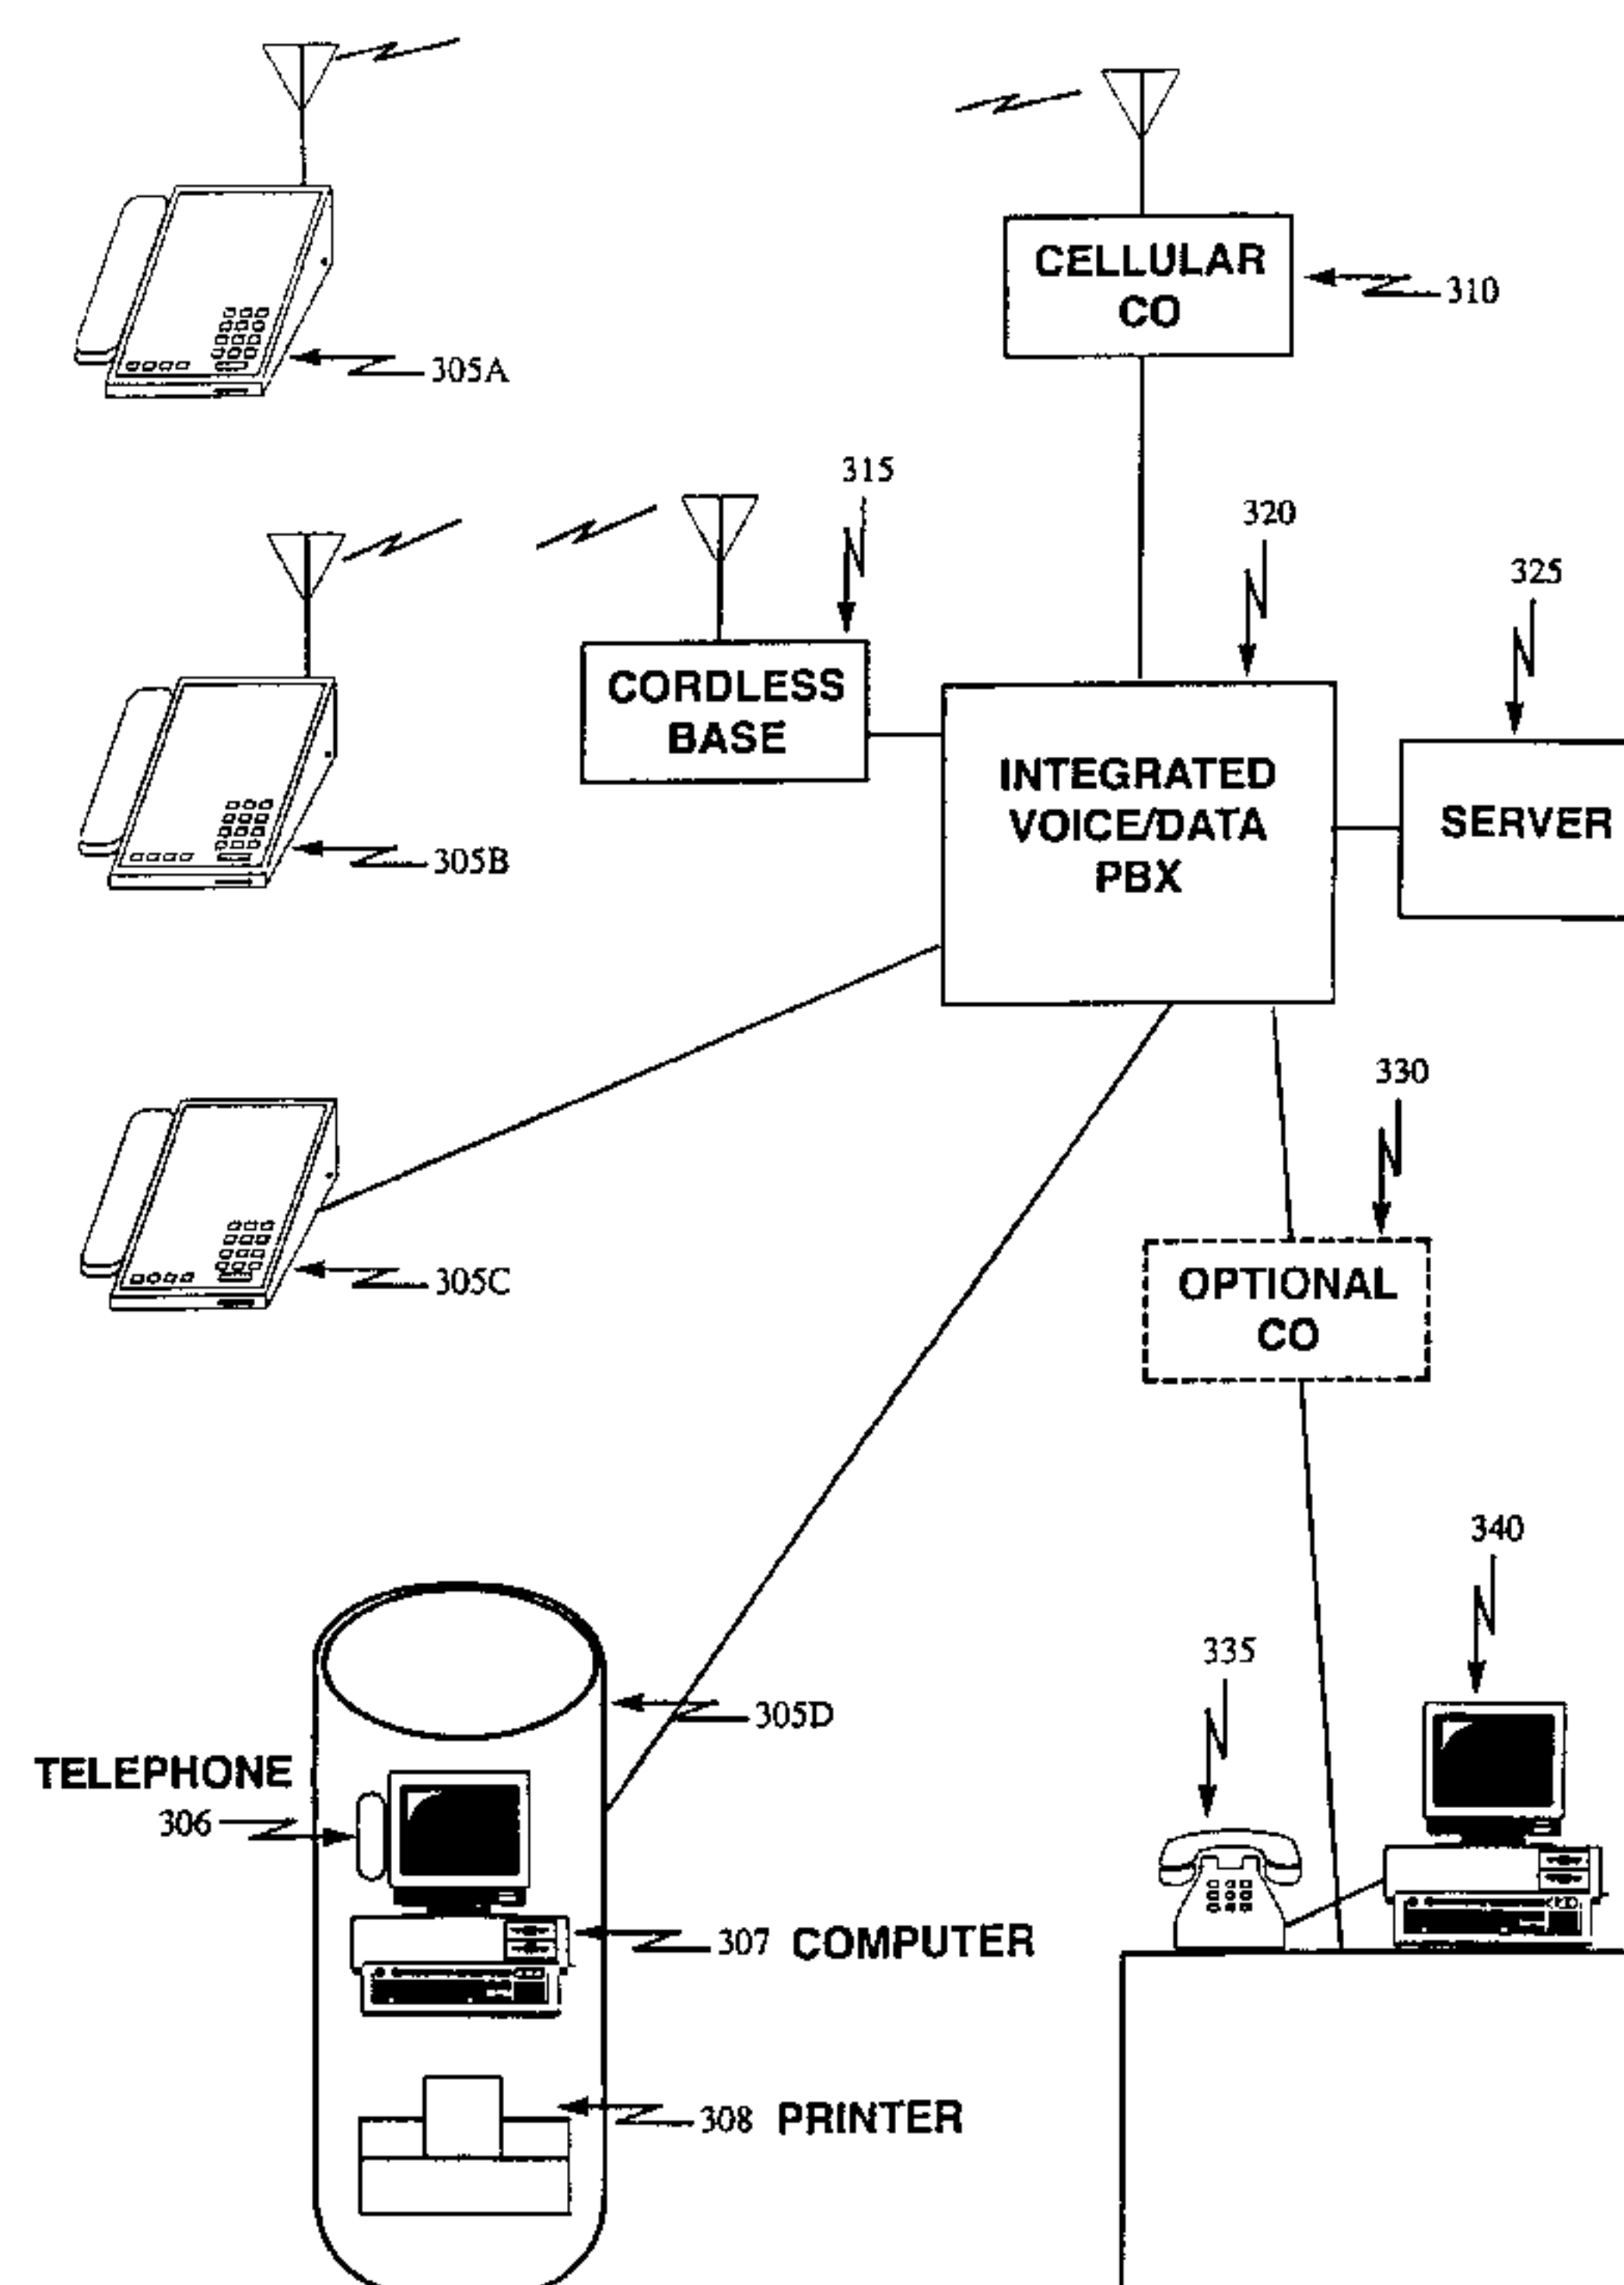 CELLULAR
CO
310
305A
315
320
325
CORDLESS
BASE
INTEGRATED
VOICE/DATA
PBX
SERVER
305B
330
305C
OPTIONAL
CO
340
335
305D
TELEPHONE
306
307 COMPUTER
308 PRINTER